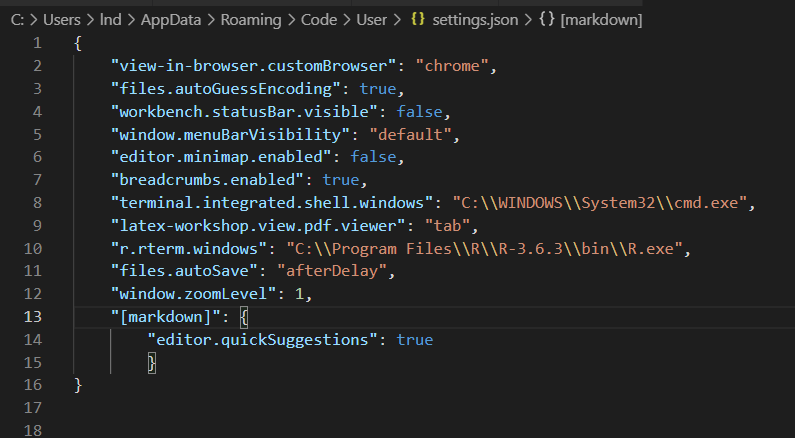 C: > Users > lnd > AppData > Roaming > Code > User > {} settings.json > {} [markdown]
1 {
2 "view-in-browser.customBrowser": "chrome",
3 "files.autoGuessEncoding": true,
4 "workbench.statusBar.visible": false,
5 "window.menuBarVisibility": "default",
6 "editor.minimap.enabled": false,
7 "breadcrumbs.enabled": true,
8 "terminal.integrated.shell.windows": "C:\\WINDOWS\\System32\\cmd.exe",
9 "latex-workshop.view.pdf.viewer": "tab",
10 "r.rterm.windows": "C:\\Program Files\\R\\R-3.6.3\\bin\\R.exe",
11 "files.autoSave": "afterDelay",
12 "window.zoomLevel": 1,
13 "[markdown]": {
14 "editor.quickSuggestions": true
15 }
16 }
17
18